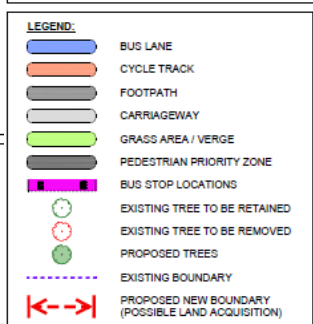 LEGEND:
BUS LANE
CYCLE TRACK
FOOTPATH
CARRIAGEWAY
GRASS AREA / VERGE
PEDESTRIAN PRIORITY ZONE
BUS STOP LOCATIONS
EXISTING TREE TO BE RETAINED
EXISTING TREE TO BE REMOVED
PROPOSED TREES
EXISTING BOUNDARY
PROPOSED NEW BOUNDARY
(POSSIBLE LAND ACQUISITION)